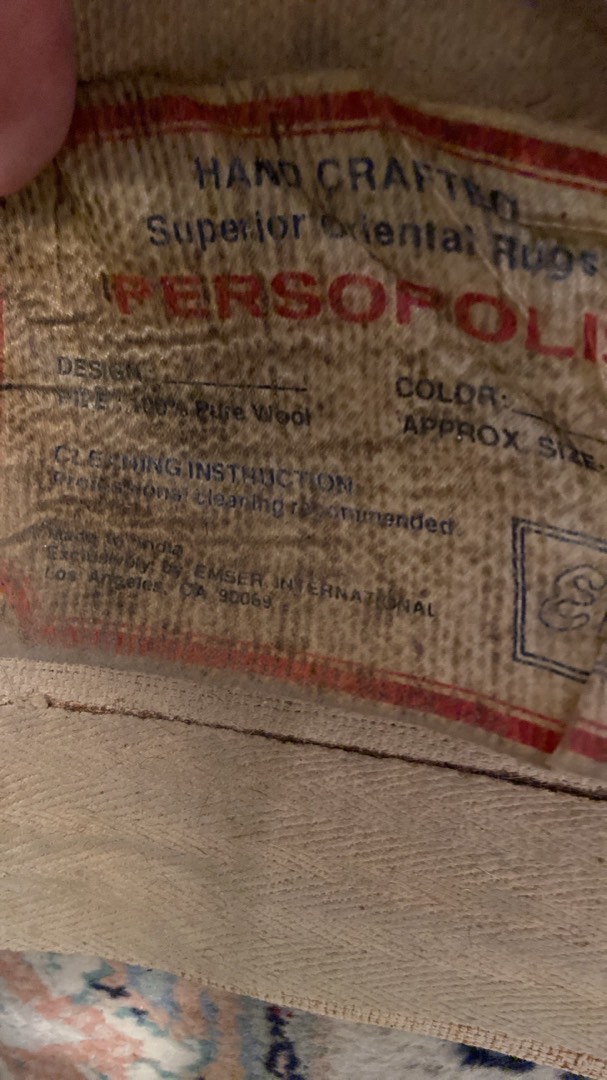 HAND CRAFTED
Superior Oriental Rugs
PERSOPOLI
DESIGN:
COLOR:
PILE: 100% Pure Wool
APPROX. SIZE:
CLEANING INSTRUCTION
Professional cleaning recommended
Made in India
Exclusively by EMSER INTERNATIONAL
Los Angeles, CA 90069